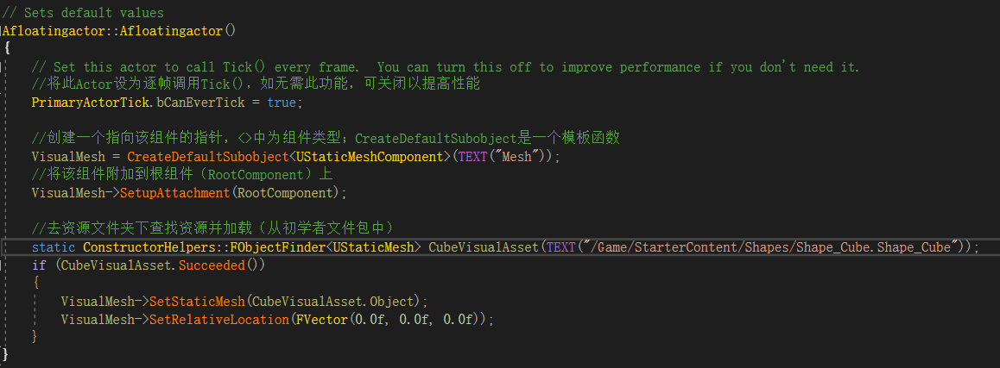 // Sets default values
Afloatingactor::Afloatingactor()
{
// Set this actor to call Tick() every frame.  You can turn this off to improve performance if you don't need it.
//将此Actor设为逐帧调用Tick(), 如无需此功能, 可关闭以提高性能
PrimaryActorTick.bCanEverTick = true;
//创建一个指向该组件的指针, <>中为组件类型; CreateDefaultSubobject是一个模板函数
VisualMesh = CreateDefaultSubobject<UStaticMeshComponent>(TEXT("Mesh"));
//将该组件附加到根组件（RootComponent）上
VisualMesh->SetupAttachment(RootComponent);
//去资源文件夹下查找资源并加载（从初学者文件包中）
static ConstructorHelpers::FObjectFinder<UStaticMesh> CubeVisualAsset(TEXT("/Game/StarterContent/Shapes/Shape_Cube.Shape_Cube"));
if (CubeVisualAsset.Succeeded())
{
VisualMesh->SetStaticMesh(CubeVisualAsset.Object);
VisualMesh->SetRelativeLocation(FVector(0.0f, 0.0f, 0.0f));
}
}